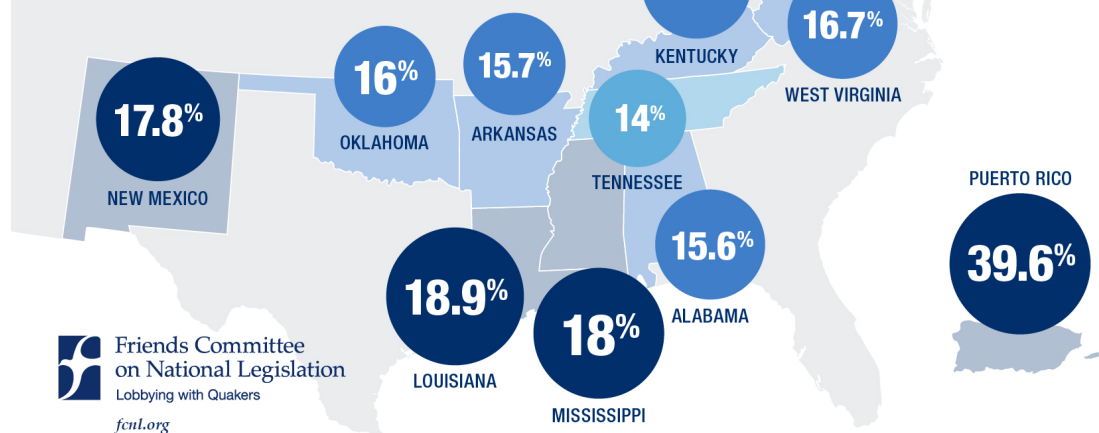 16.7%
KENTUCKY
WEST VIRGINIA
15.7%
ARKANSAS
16%
OKLAHOMA
17.8%
NEW MEXICO
14%
TENNESSEE
PUERTO RICO
39.6%
15.6%
ALABAMA
18.9%
LOUISIANA
18%
MISSISSIPPI
Friends Committee
on National Legislation
Lobbying with Quakers
fcnl.org